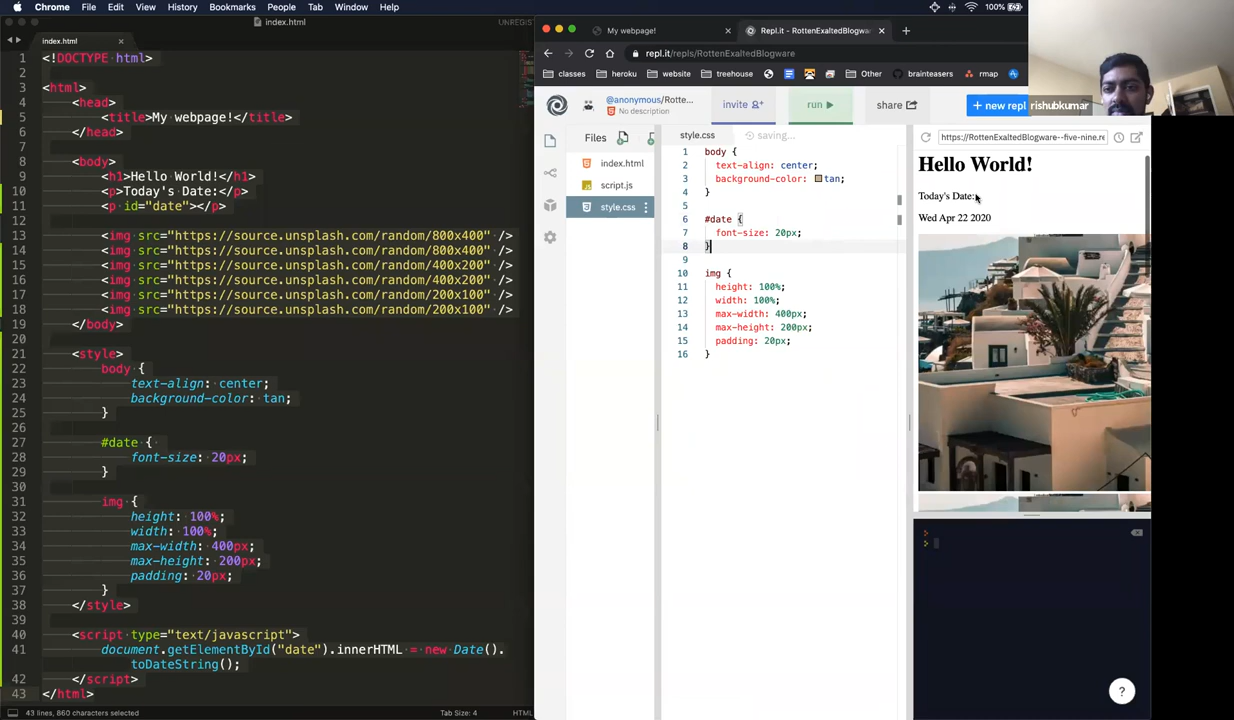 Chrome File Edit View History Bookmarks People Tab Window Help
100%
index.html
UNREGIS
index.html
1 <!DOCTYPE html>
2
3 <html>
4 <head>
5 <title>My webpage!</title>
6 </head>
7
8 <body>
9 <h1>Hello World!</h1>
10 <p>Today's Date:</p>
11 <p id="date"></p>
12
13 <img src="https://source.unsplash.com/random/800x400" />
14 <img src="https://source.unsplash.com/random/800x400" />
15 <img src="https://source.unsplash.com/random/400x200" />
16 <img src="https://source.unsplash.com/random/400x200" />
17 <img src="https://source.unsplash.com/random/200x100" />
18 <img src="https://source.unsplash.com/random/200x100" />
19 </body>
20
21 <style>
22 body {
23 text-align: center;
24 background-color: tan;
25 }
26
27 #date {
28 font-size: 20px;
29 }
30
31 img {
32 height: 100%;
33 width: 100%;
34 max-width: 400px;
35 max-height: 200px;
36 padding: 20px;
37 }
38 </style>
39
40 <script type="text/javascript">
41 document.getElementById("date").innerHTML = new Date().
toDateString();
42 </script>
43 </html>
43 lines, 860 characters selected
Tab Size: 4
HTML
My webpage!
Repl.it - RottenExaltedBlogwa
repl.it/repls/RottenExaltedBlogware
classes heroku website treehouse Other brainteasers rmap
@anonymous/Rotte...
No description
invite
run
share
+ new repl
rishubkumar
Files
index.html
script.js
style.css
style.css
saving...
1 body {
2 text-align: center;
3 background-color: tan;
4 }
5
6 #date {
7 font-size: 20px;
8 }
9
10 img {
11 height: 100%;
12 width: 100%;
13 max-width: 400px;
14 max-height: 200px;
15 padding: 20px;
16 }
https://RottenExaltedBlogware--five-nine.re
Hello World!
Today's Date:
Wed Apr 22 2020
?